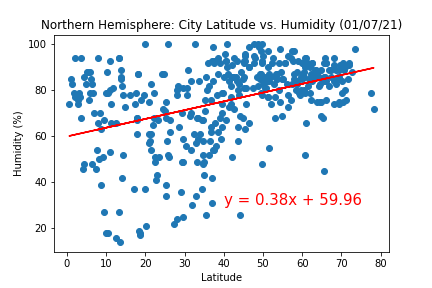 Northern Hemisphere: City Latitude vs. Humidity (01/07/21)
100
80
60
40
20
Humidity (%)
y = 0.38x + 59.96
0 10 20 30 40 50 60 70 80
Latitude